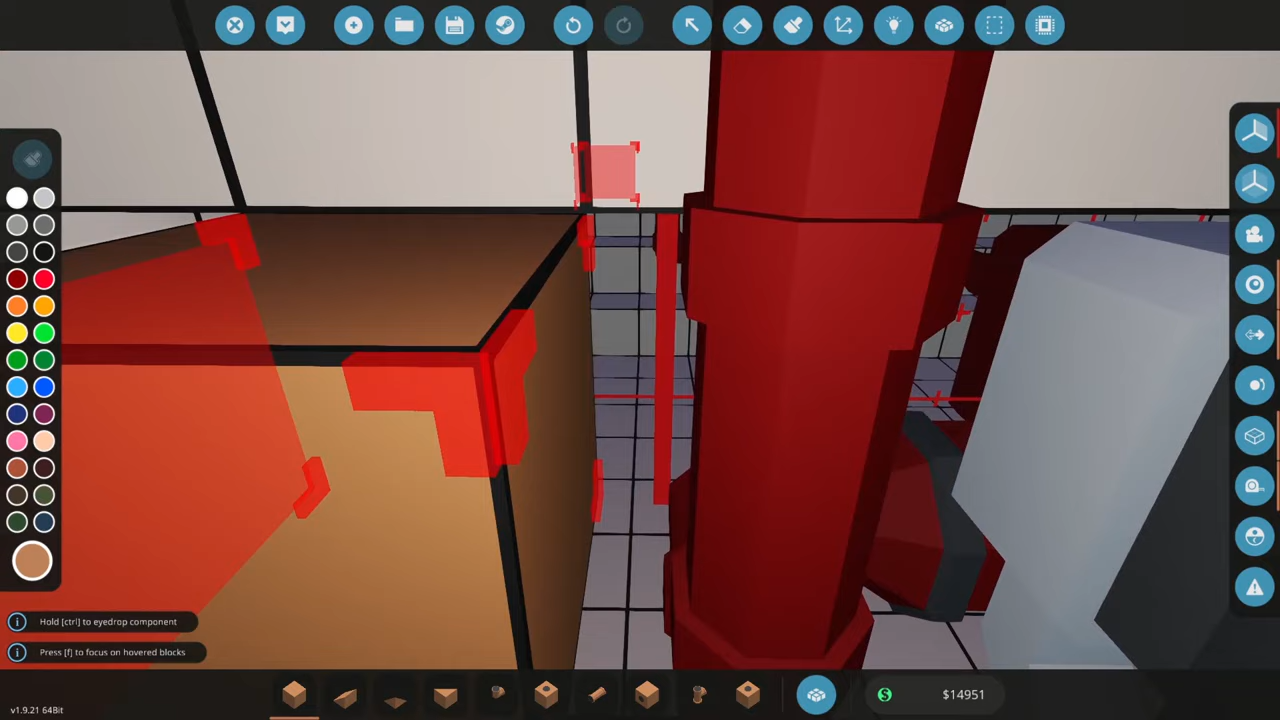 Hold [ctrl] to eyedrop component
Press [f] to focus on hovered blocks
$14951
v1.9.21 64Bit